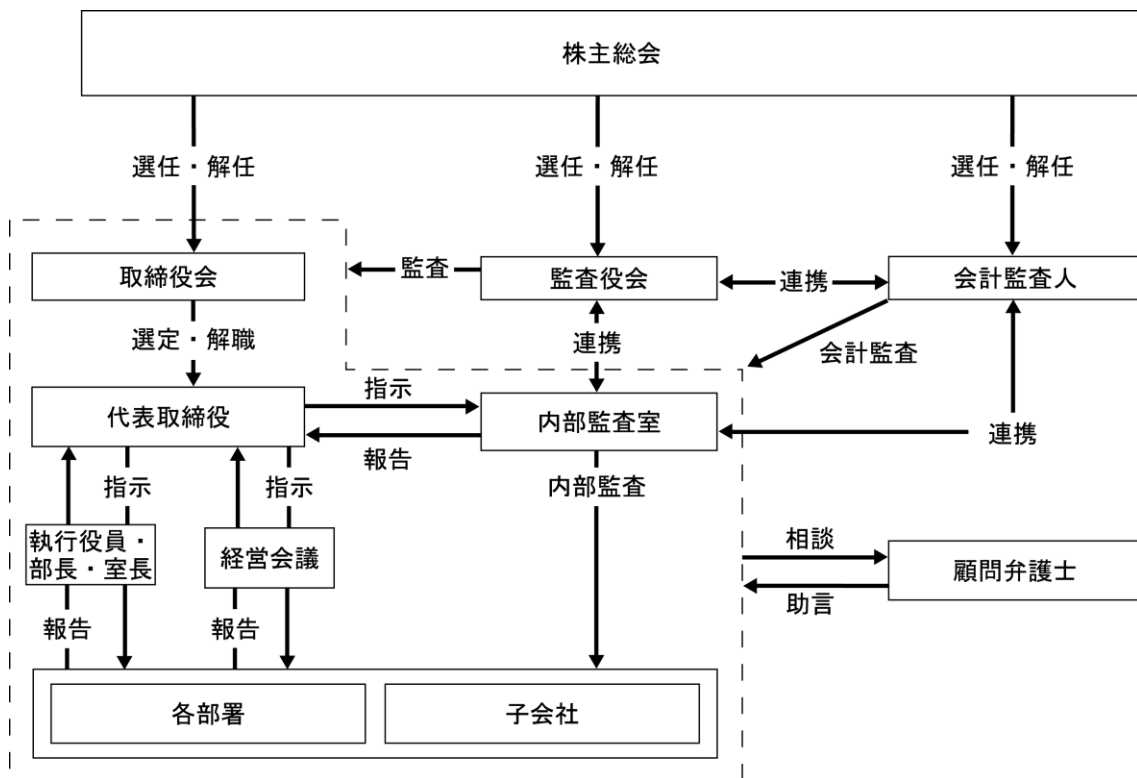 株主総会
選任・解任
選任・解任
選任・解任
取締役会
監査
監査役会
連携
会計監査人
選定・解職
連携
会計監査
指示
代表取締役
内部監査室
報告
連携
指示
指示
内部監査
執行役員・
部長・室長
経営会議
相談
顧問弁護士
助言
報告
報告
各部署
子会社